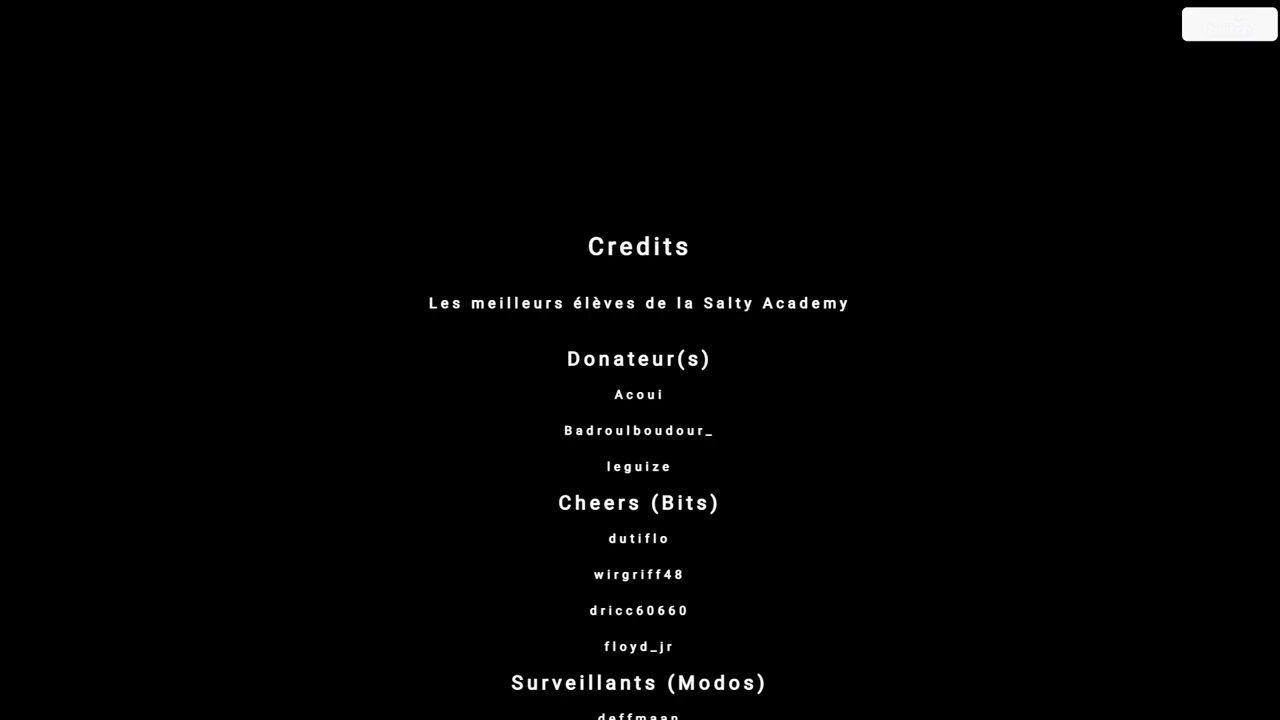 Credits
Les meilleurs élèves de la Salty Academy
Donateur(s)
Acoui
Badroulboudour_
leguize
Cheers (Bits)
dutiflo
wirgriff48
dricc60660
floyd_jr
Surveillants (Modos)
deffmaan